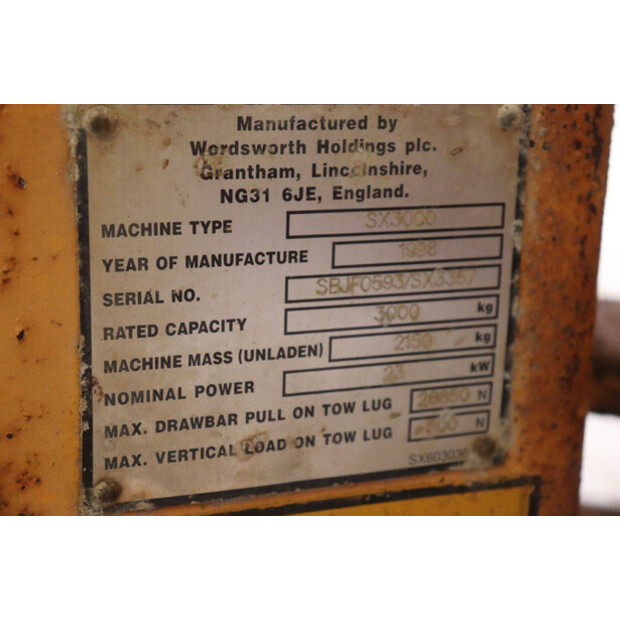 Manufactured by
Wordsworth Holdings plc.
Grantham, Lincolnshire,
NG31 6JE, England.
MACHINE TYPE SX3000
YEAR OF MANUFACTURE 1998
SERIAL NO. SBJF0593/SX3357
RATED CAPACITY 3000 kg
MACHINE MASS (UNLADEN) 2150 kg
NOMINAL POWER 23 kW
MAX. DRAWBAR PULL ON TOW LUG 26850 N
MAX. VERTICAL LOAD ON TOW LUG N